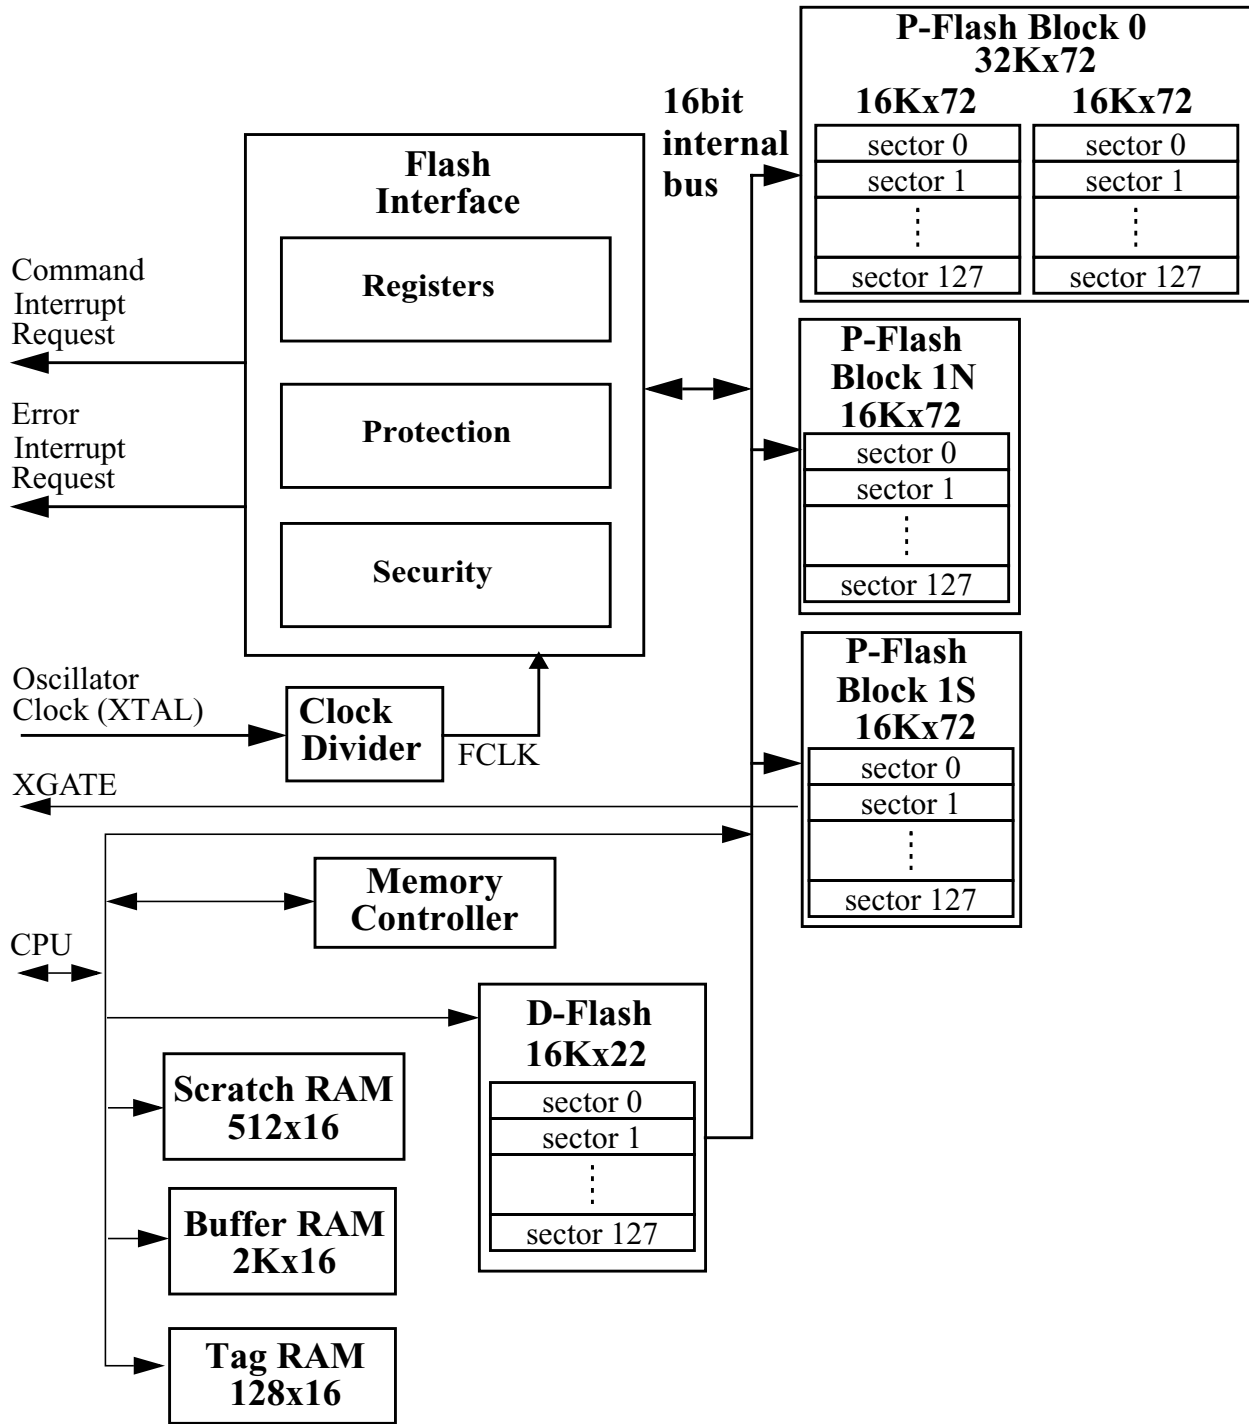 P-Flash Block 0
32Kx72
16Kx72
16Kx72
sector 0
sector 1
sector 127
sector 0
sector 1
sector 127
16bit
internal
bus
Flash
Interface
Registers
Protection
Security
Command
Interrupt
Request
Error
Interrupt
Request
P-Flash
Block 1N
16Kx72
sector 0
sector 1
sector 127
P-Flash
Block 1S
16Kx72
sector 0
sector 1
sector 127
Oscillator
Clock (XTAL)
Clock
Divider
FCLK
XGATE
Memory
Controller
CPU
D-Flash
16Kx22
sector 0
sector 1
sector 127
Scratch RAM
512x16
Buffer RAM
2Kx16
Tag RAM
128x16